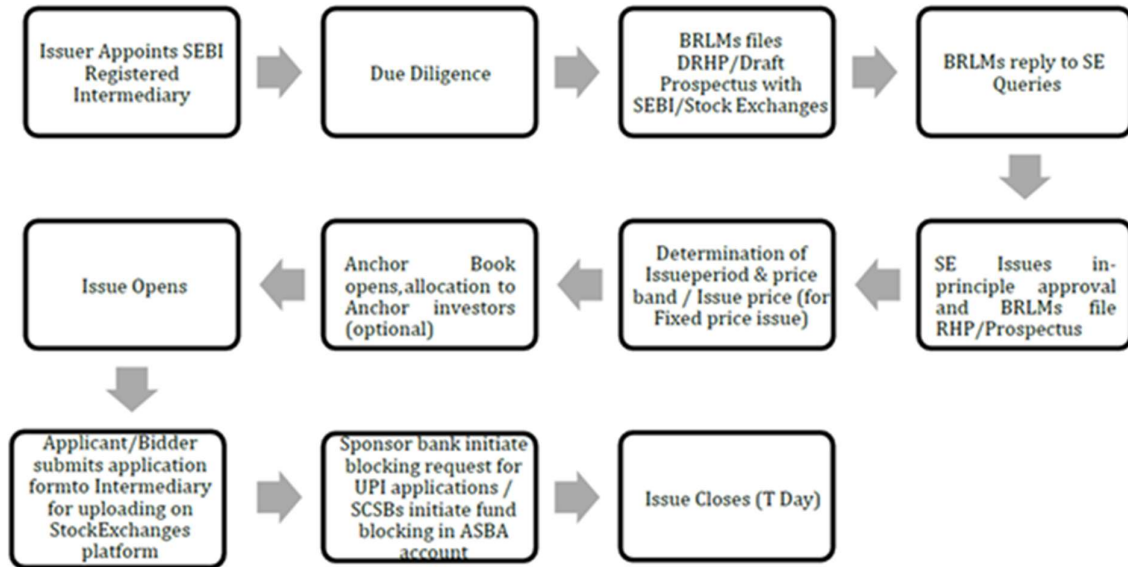 Issuer Appoints SEBI
Registered
Intermediary
Due Diligence
BRLMs files
DRHP/Draft
Prospectus with
SEBI/Stock Exchanges
BRLMs reply to SE
Queries
SE Issues in-
principle approval
and BRLMs file
RHP/Prospectus
Determination of
Issueperiod & price
band / Issue price (for
Fixed price issue)
Anchor Book
opens,allocation to
Anchor investors
(optional)
Issue Opens
Applicant/Bidder
submits application
formto Intermediary
for uploading on
StockExchanges
platform
Sponsor bank initiate
blocking request for
UPI applications /
SCSBs initiate fund
blocking in ASBA
account
Issue Closes (T Day)